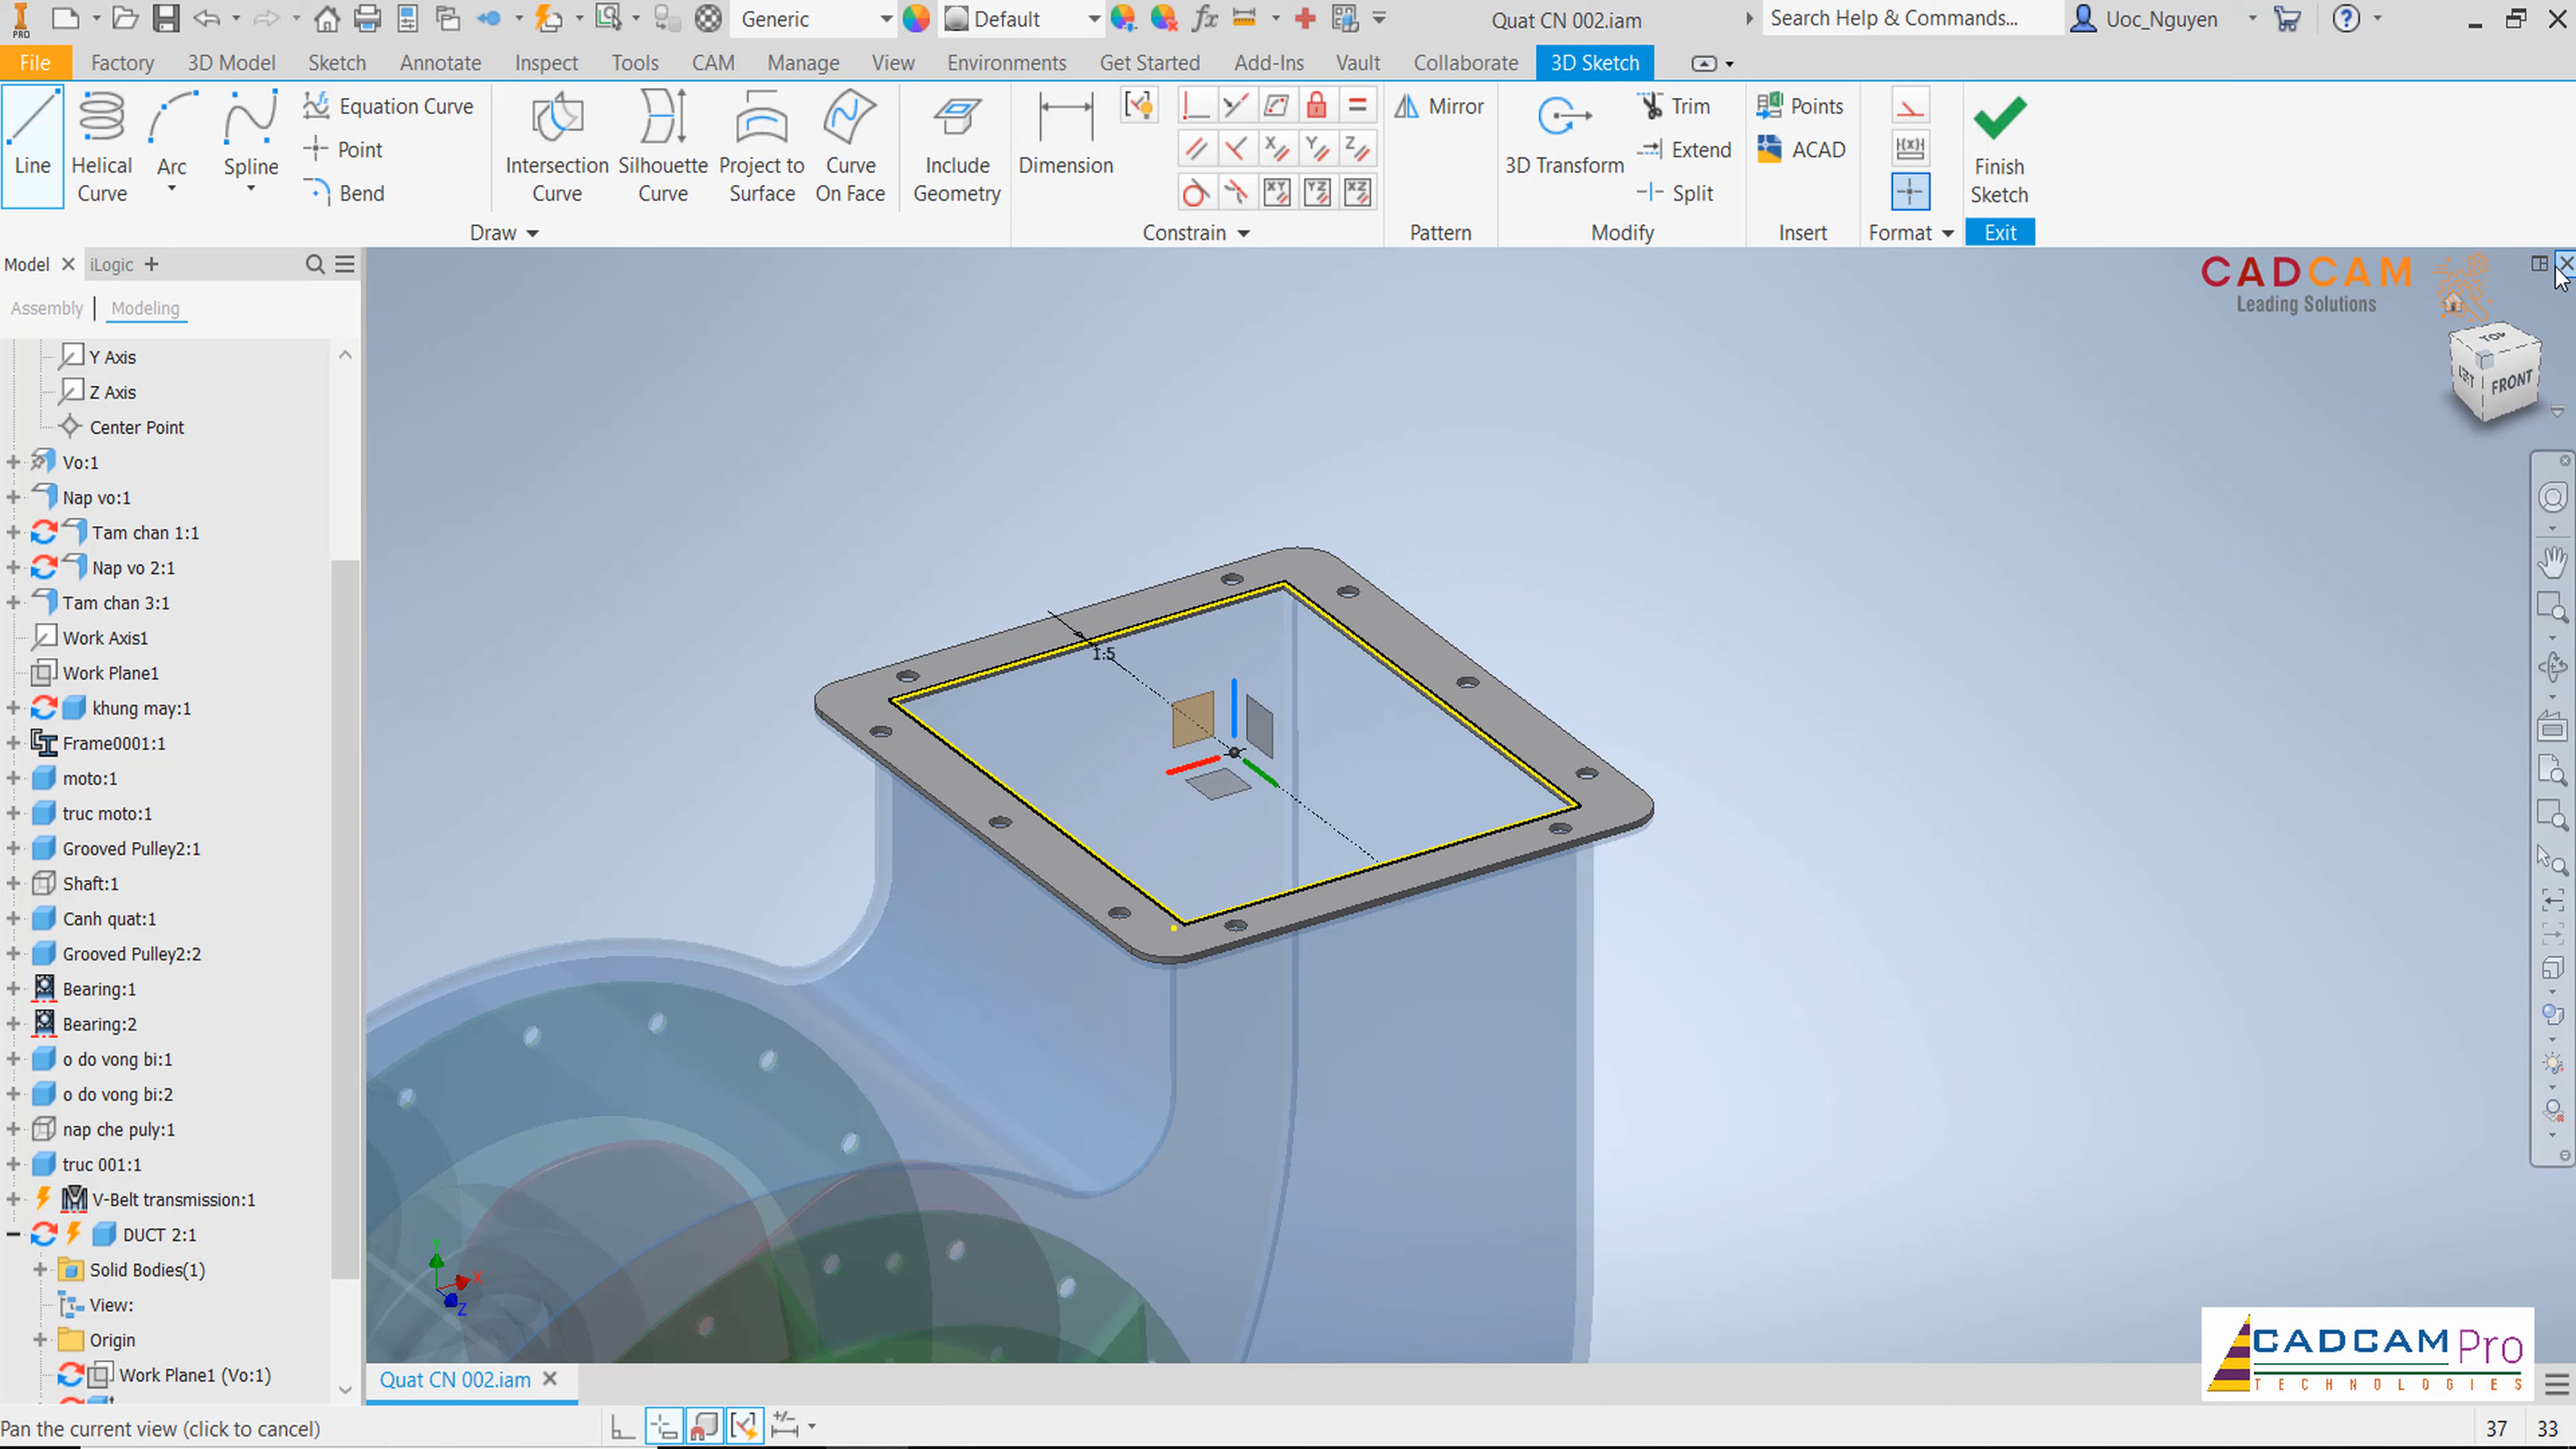 PRO
Generic
Default
fx
Quat CN 002.iam
Search Help & Commands...
Uoc_Nguyen
File
Factory
3D Model
Sketch
Annotate
Inspect
Tools
CAM
Manage
View
Environments
Get Started
Add-Ins
Vault
Collaborate
3D Sketch
Line
Helical
Curve
Arc
Spline
Equation Curve
Point
Bend
Intersection
Curve
Silhouette
Curve
Project to
Surface
Curve
On Face
Include
Geometry
Dimension
Mirror
3D Transform
Trim
Extend
Split
Points
ACAD
Finish
Sketch
Draw
Constrain
Pattern
Modify
Insert
Format
Exit
Model
iLogic
Assembly
Modeling
Y Axis
Z Axis
Center Point
Vo:1
Nap vo:1
Tam chan 1:1
Nap vo 2:1
Tam chan 3:1
Work Axis1
Work Plane1
khung may:1
Frame0001:1
moto:1
truc moto:1
Grooved Pulley2:1
Shaft:1
Canh quat:1
Grooved Pulley2:2
Bearing:1
Bearing:2
o do vong bi:1
o do vong bi:2
nap che puly:1
truc 001:1
V-Belt transmission:1
DUCT 2:1
Solid Bodies(1)
View:
Origin
Work Plane1 (Vo:1)
CADCAM
Leading Solutions
TOP
LEFT
FRONT
1:5
Y
X
Z
Quat CN 002.iam
CADCAM Pro
TECHNOLOGIES
Pan the current view (click to cancel)
37
33